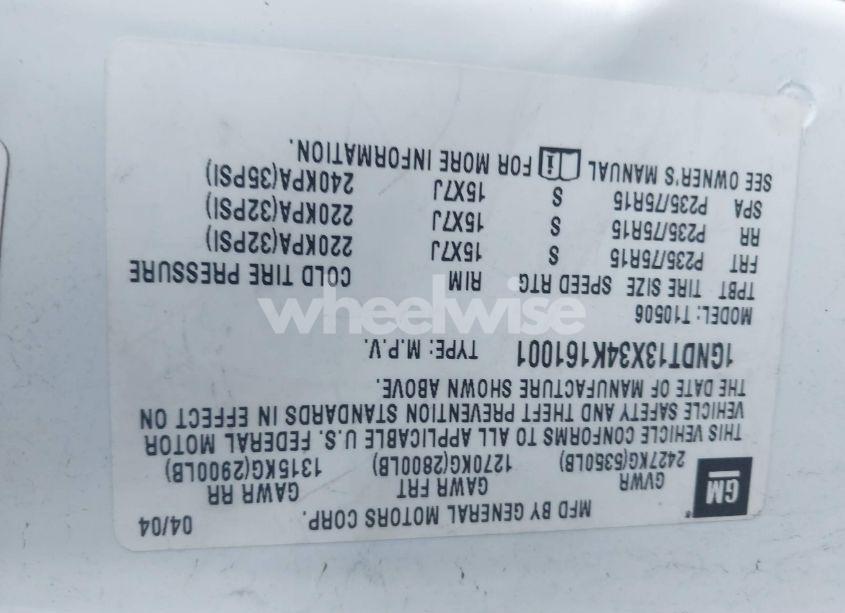 MFD BY GENERAL MOTORS CORP. 04/04
GM
GVWR GAWR FRT GAWR RR
2427KG(5350LB) 1270KG(2800LB) 1315KG(2900LB)
THIS VEHICLE CONFORMS TO ALL APPLICABLE U.S. FEDERAL MOTOR
VEHICLE SAFETY AND THEFT PREVENTION STANDARDS IN EFFECT ON
THE DATE OF MANUFACTURE SHOWN ABOVE.
1GNDT13X34K161001 TYPE: M.P.V.
MODEL: T10506
TPBT TIRE SIZE SPEED RTG RIM COLD TIRE PRESSURE
FRT P235/75R15 S 15X7J 220KPA(32PSI)
RR P235/75R15 S 15X7J 220KPA(32PSI)
SPA P235/75R15 S 15X7J 240KPA(35PSI)
SEE OWNER'S MANUAL i FOR MORE INFORMATION.
wheelwise